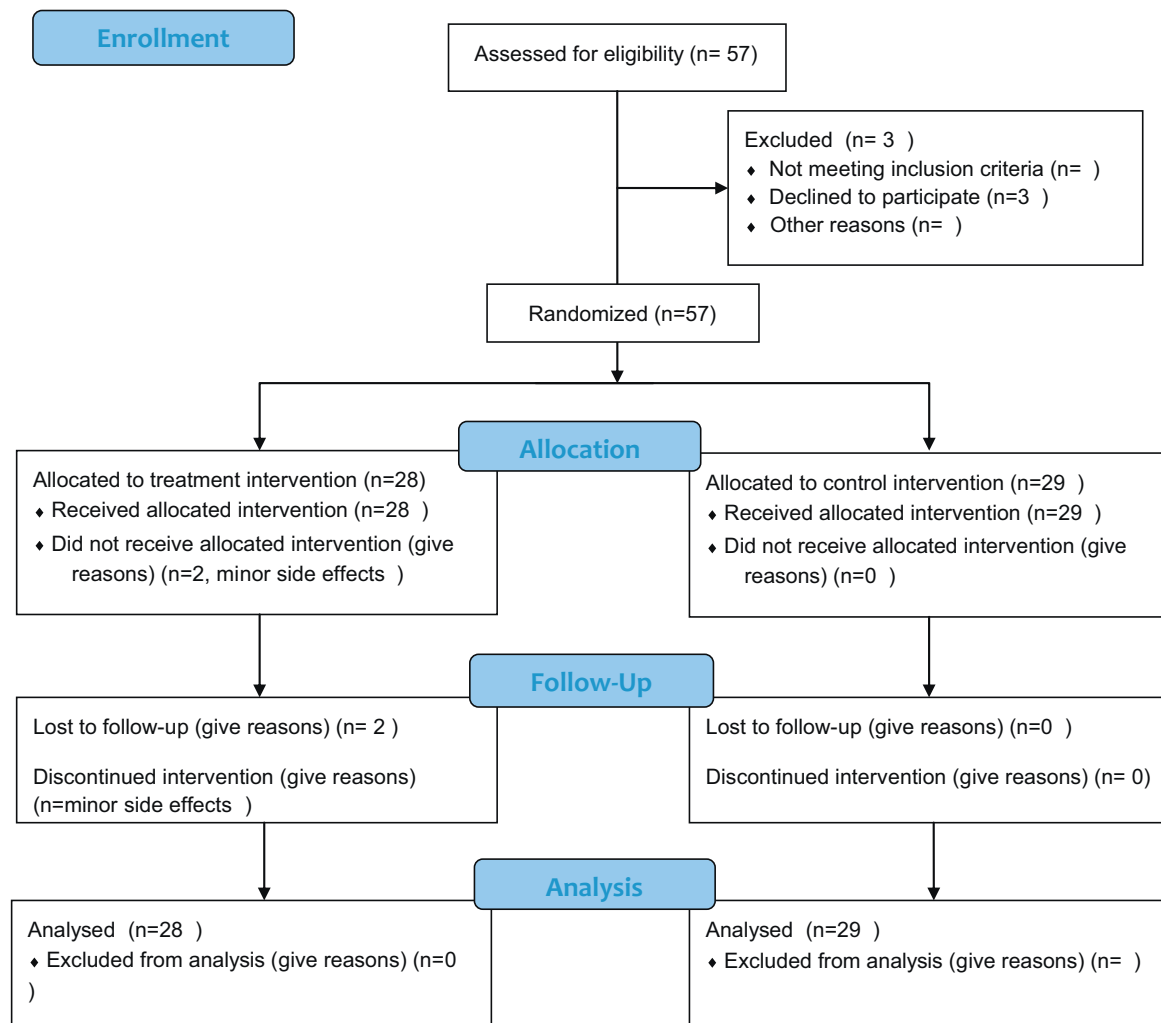 Enrollment
Assessed for eligibility (n= 57)
Excluded (n= 3 )
♦ Not meeting inclusion criteria (n= )
♦ Declined to participate (n=3 )
♦ Other reasons (n= )
Randomized (n=57)
Allocation
Allocated to treatment intervention (n=28)
♦ Received allocated intervention (n=28 )
♦ Did not receive allocated intervention (give
reasons) (n=2, minor side effects )
Allocated to control intervention (n=29 )
♦ Received allocated intervention (n=29 )
♦ Did not receive allocated intervention (give
reasons) (n=0 )
Follow-Up
Lost to follow-up (give reasons) (n= 2 )
Discontinued intervention (give reasons)
(n=minor side effects )
Lost to follow-up (give reasons) (n=0 )
Discontinued intervention (give reasons) (n= 0)
Analysis
Analysed (n=28 )
♦ Excluded from analysis (give reasons) (n=0
)
Analysed (n=29 )
♦ Excluded from analysis (give reasons) (n= )